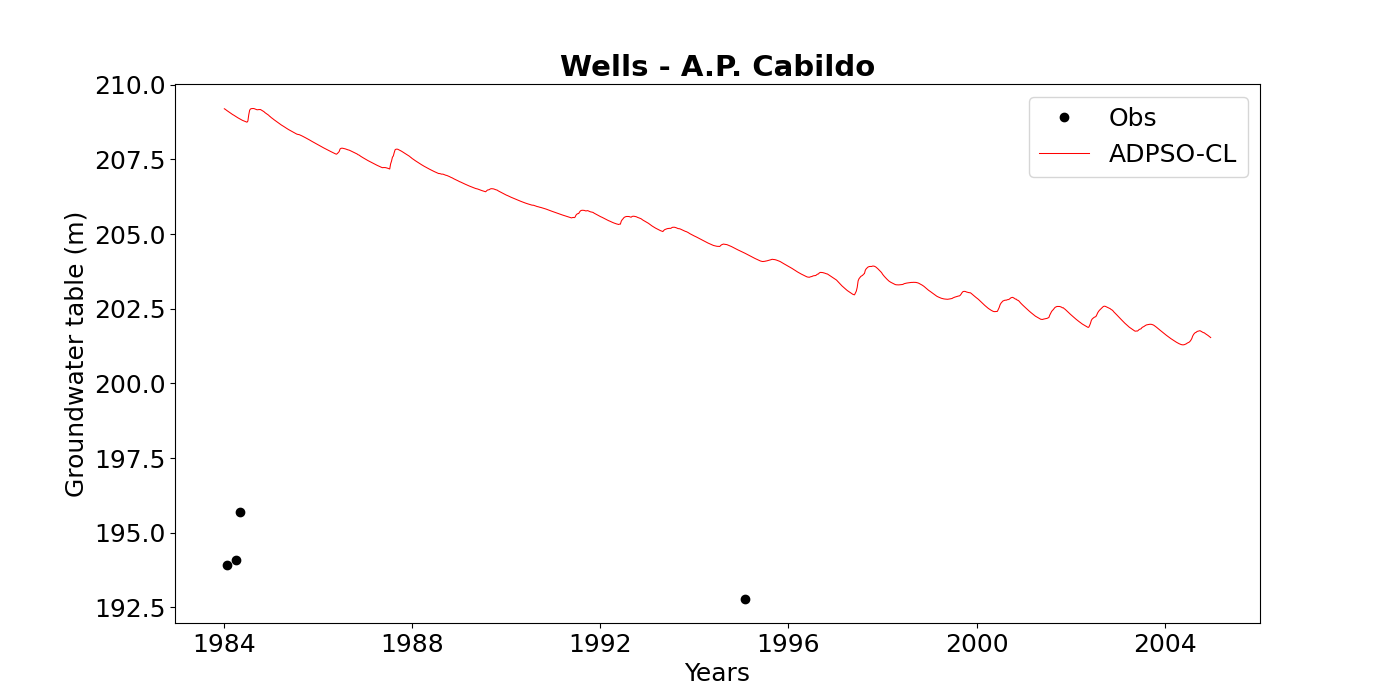 Wells - A.P. Cabildo
Obs
ADPSO-CL
Groundwater table (m)
210.0
207.5
205.0
202.5
200.0
197.5
195.0
192.5
1984 1988 1992 1996 2000 2004
Years